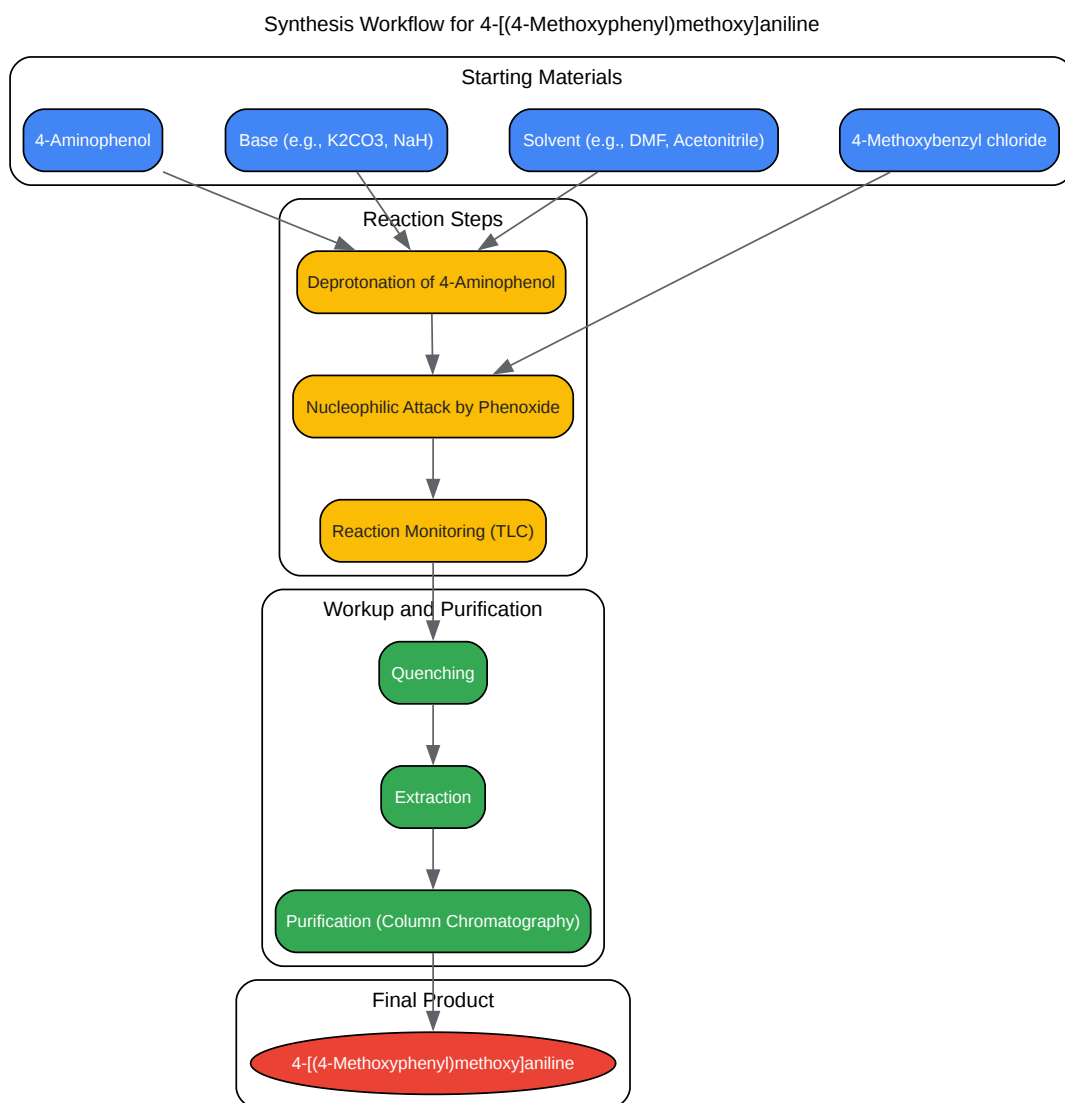 Synthesis Workflow for 4-[(4-Methoxyphenyl)methoxy]aniline
Starting Materials
4-Aminophenol
Base (e.g., K2CO3, NaH)
Solvent (e.g., DMF, Acetonitrile)
4-Methoxybenzyl chloride
Reaction Steps
Deprotonation of 4-Aminophenol
Nucleophilic Attack by Phenoxide
Reaction Monitoring (TLC)
Workup and Purification
Quenching
Extraction
Purification (Column Chromatography)
Final Product
4-[(4-Methoxyphenyl)methoxy]aniline